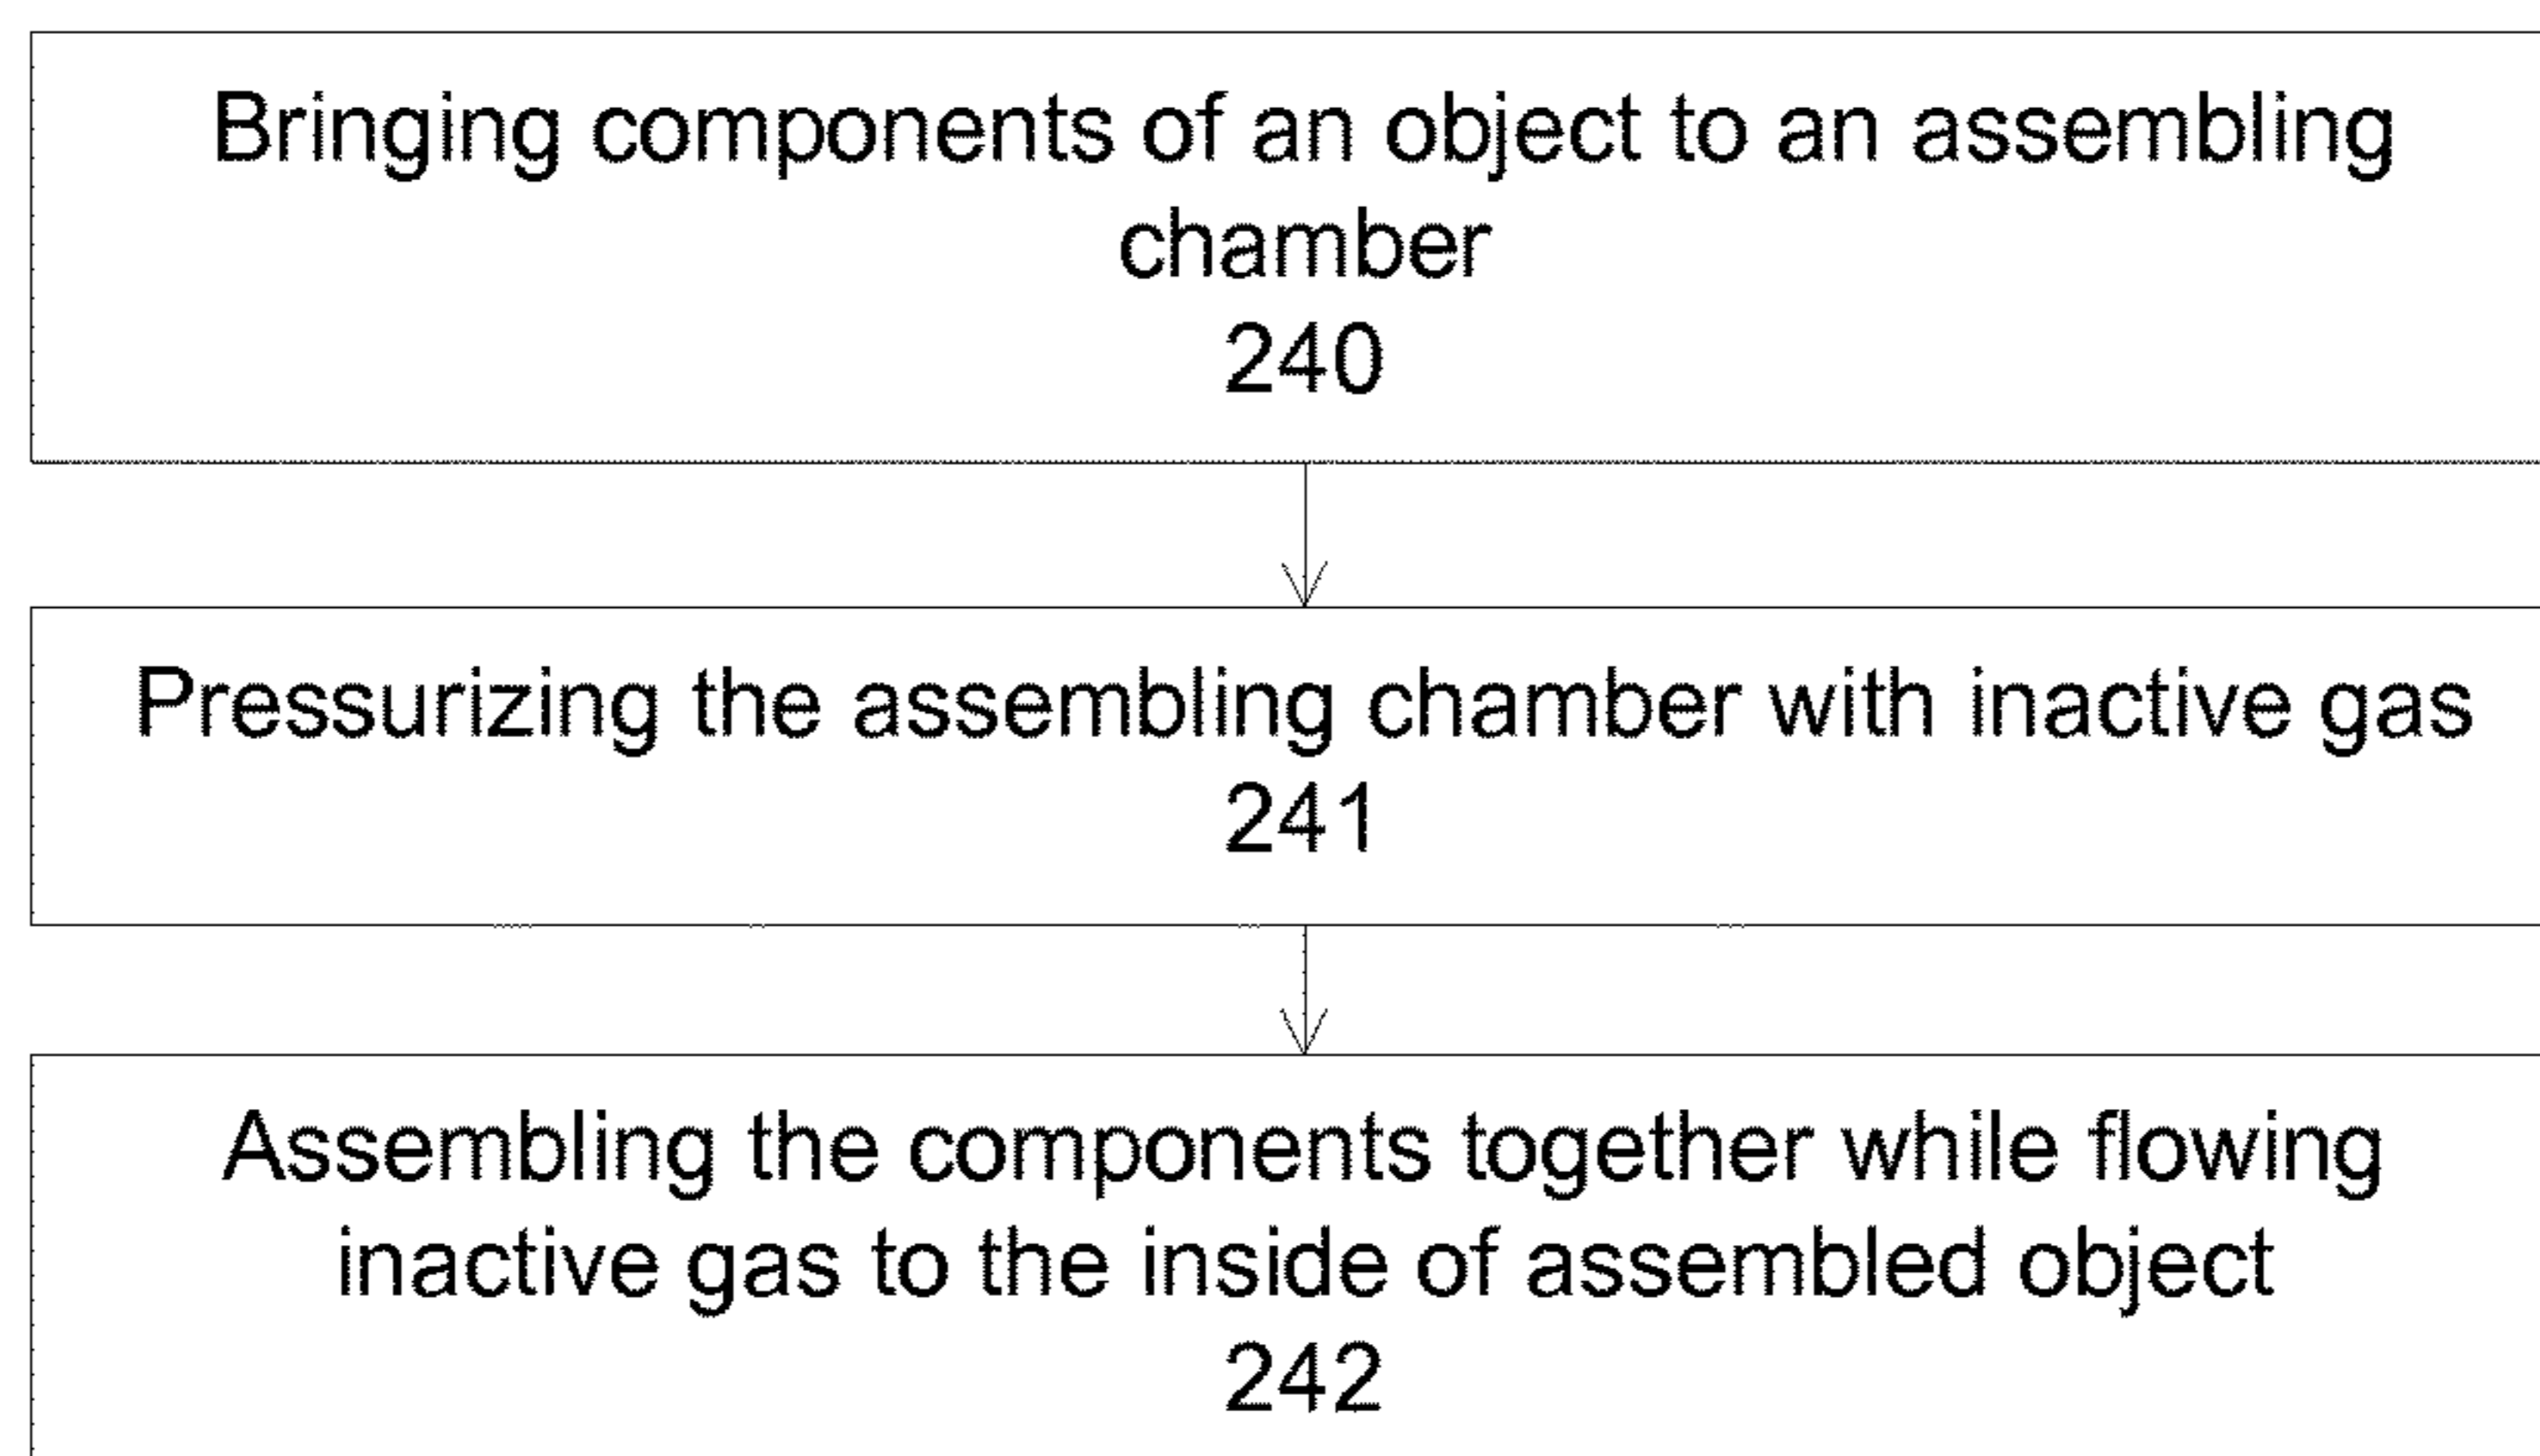 Bringing components of an object to an assembling
chamber
240
Pressurizing the assembling chamber with inactive gas
241
Assembling the components together while flowing
inactive gas to the inside of assembled object
242